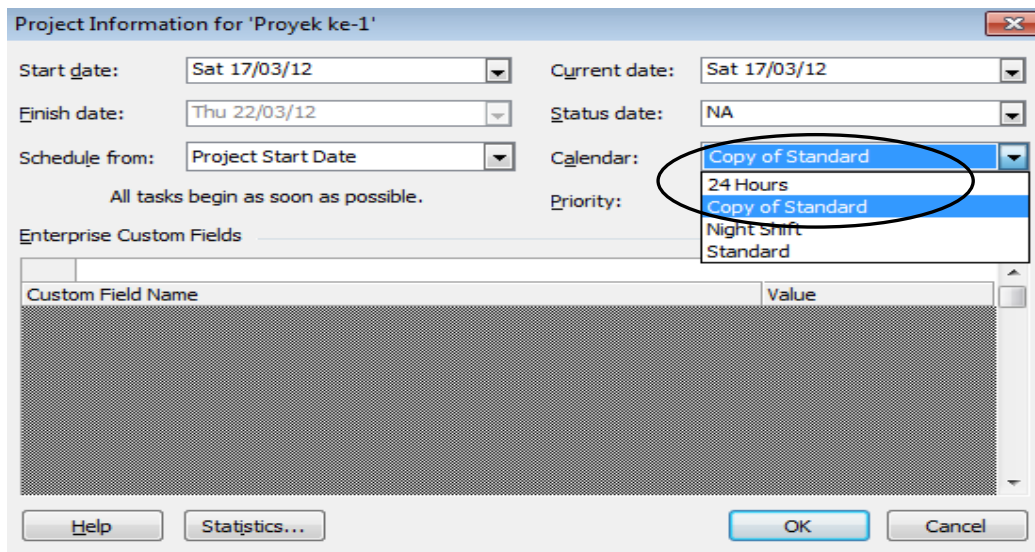 Project Information for 'Proyek ke-1'
Start date: Sat 17/03/12 Current date: Sat 17/03/12
Finish date: Thu 22/03/12 Status date: NA
Schedule from: Project Start Date Calendar: Copy of Standard
24 Hours
All tasks begin as soon as possible. Priority: Copy of Standard
Night Shift
Enterprise Custom Fields
Standard
Custom Field Name Value
Help Statistics... OK Cancel